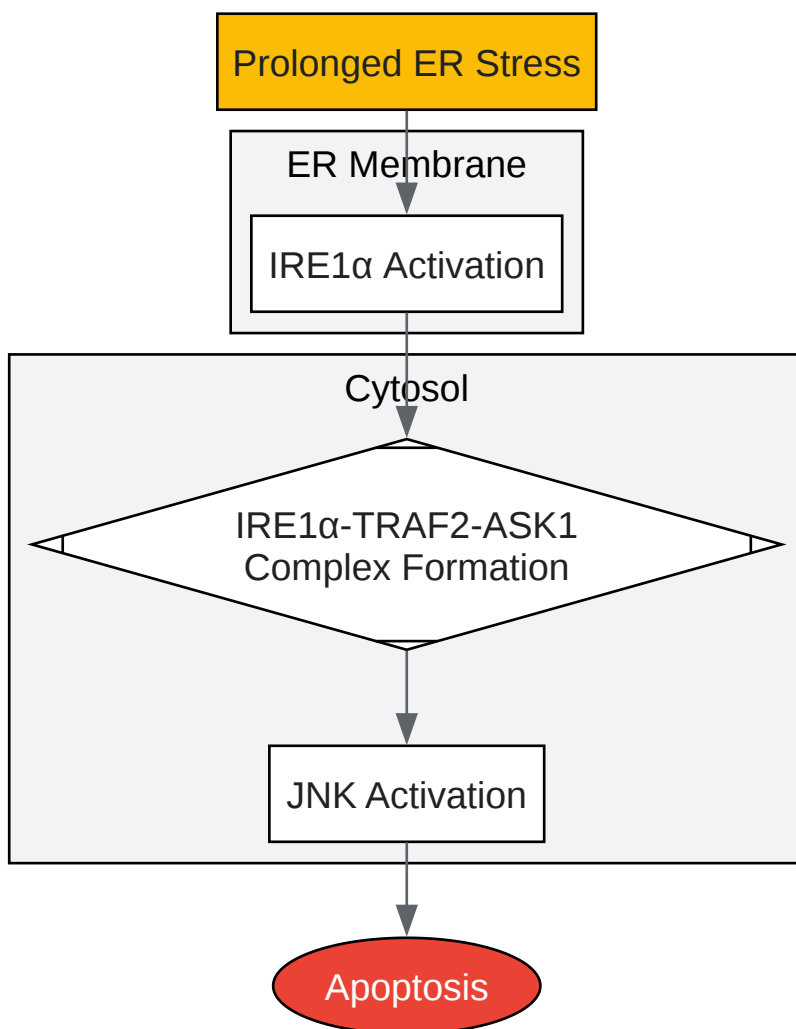 Prolonged ER Stress
ER Membrane
IRE1α Activation
Cytosol
IRE1α-TRAF2-ASK1
Complex Formation
JNK Activation
Apoptosis